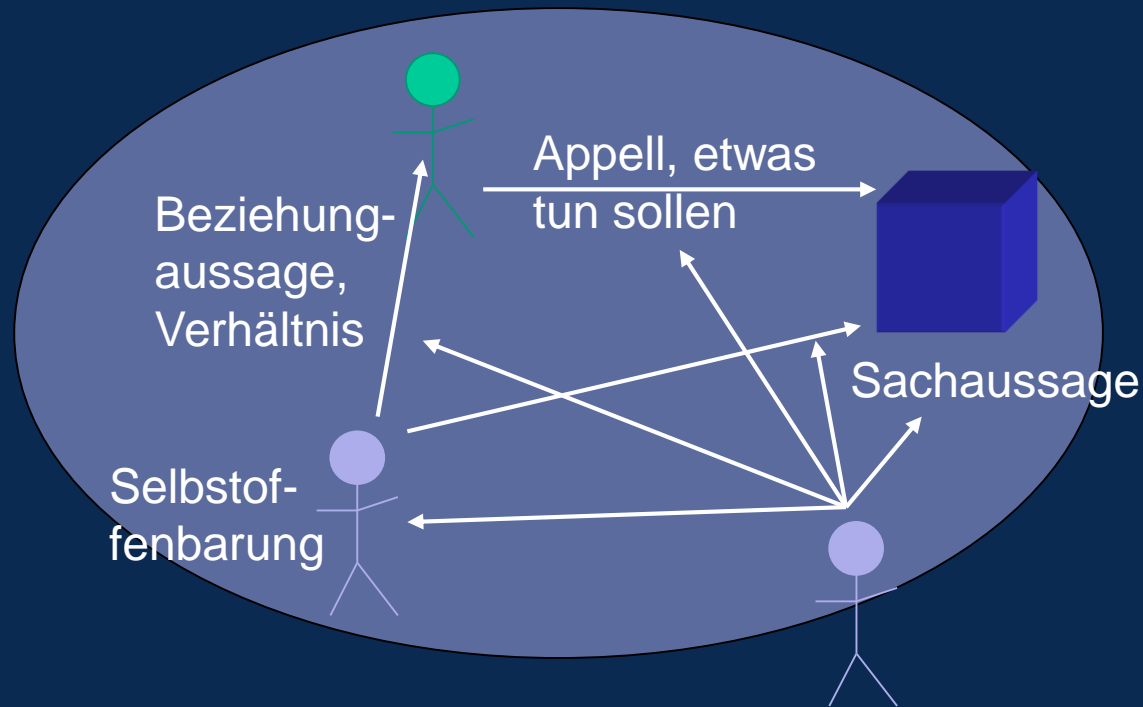 Appell, etwas
tun sollen
Beziehung-
aussage,
Verhältnis
Sachaussage
Selbstof-
fenbarung